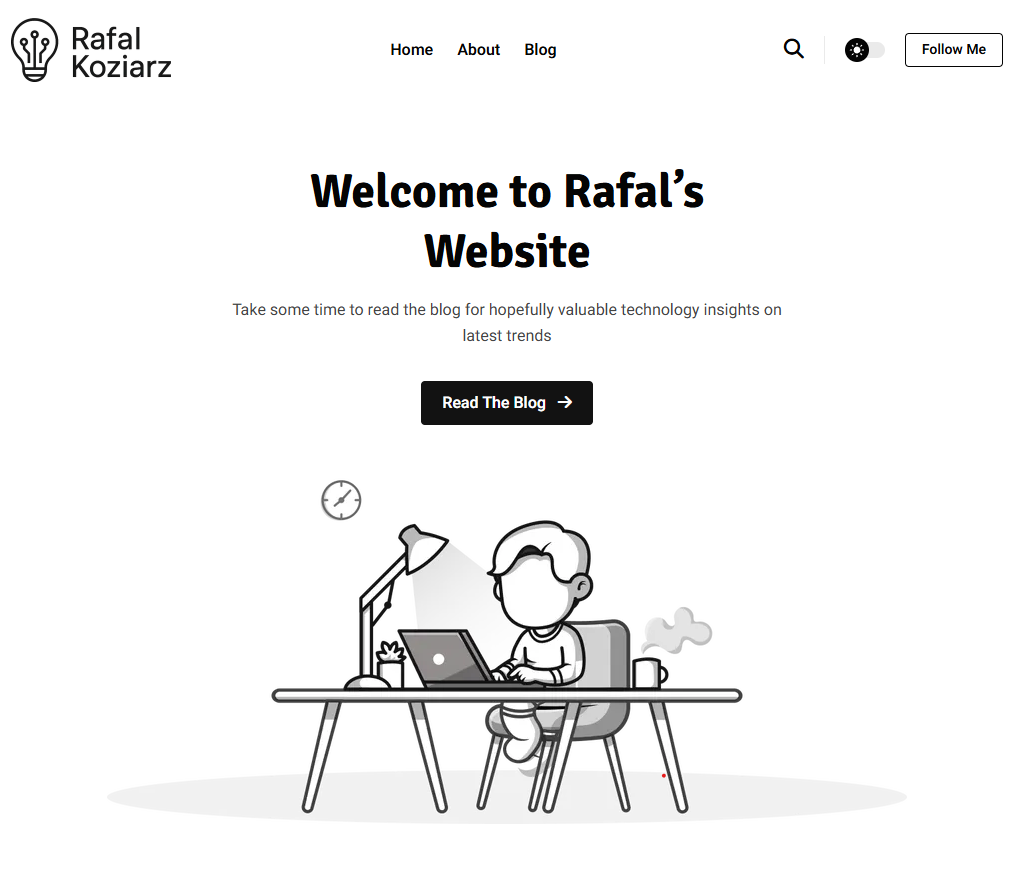 Rafal
Koziarz
Home About Blog
Follow Me
Welcome to Rafal’s
Website
Take some time to read the blog for hopefully valuable technology insights on
latest trends
Read The Blog